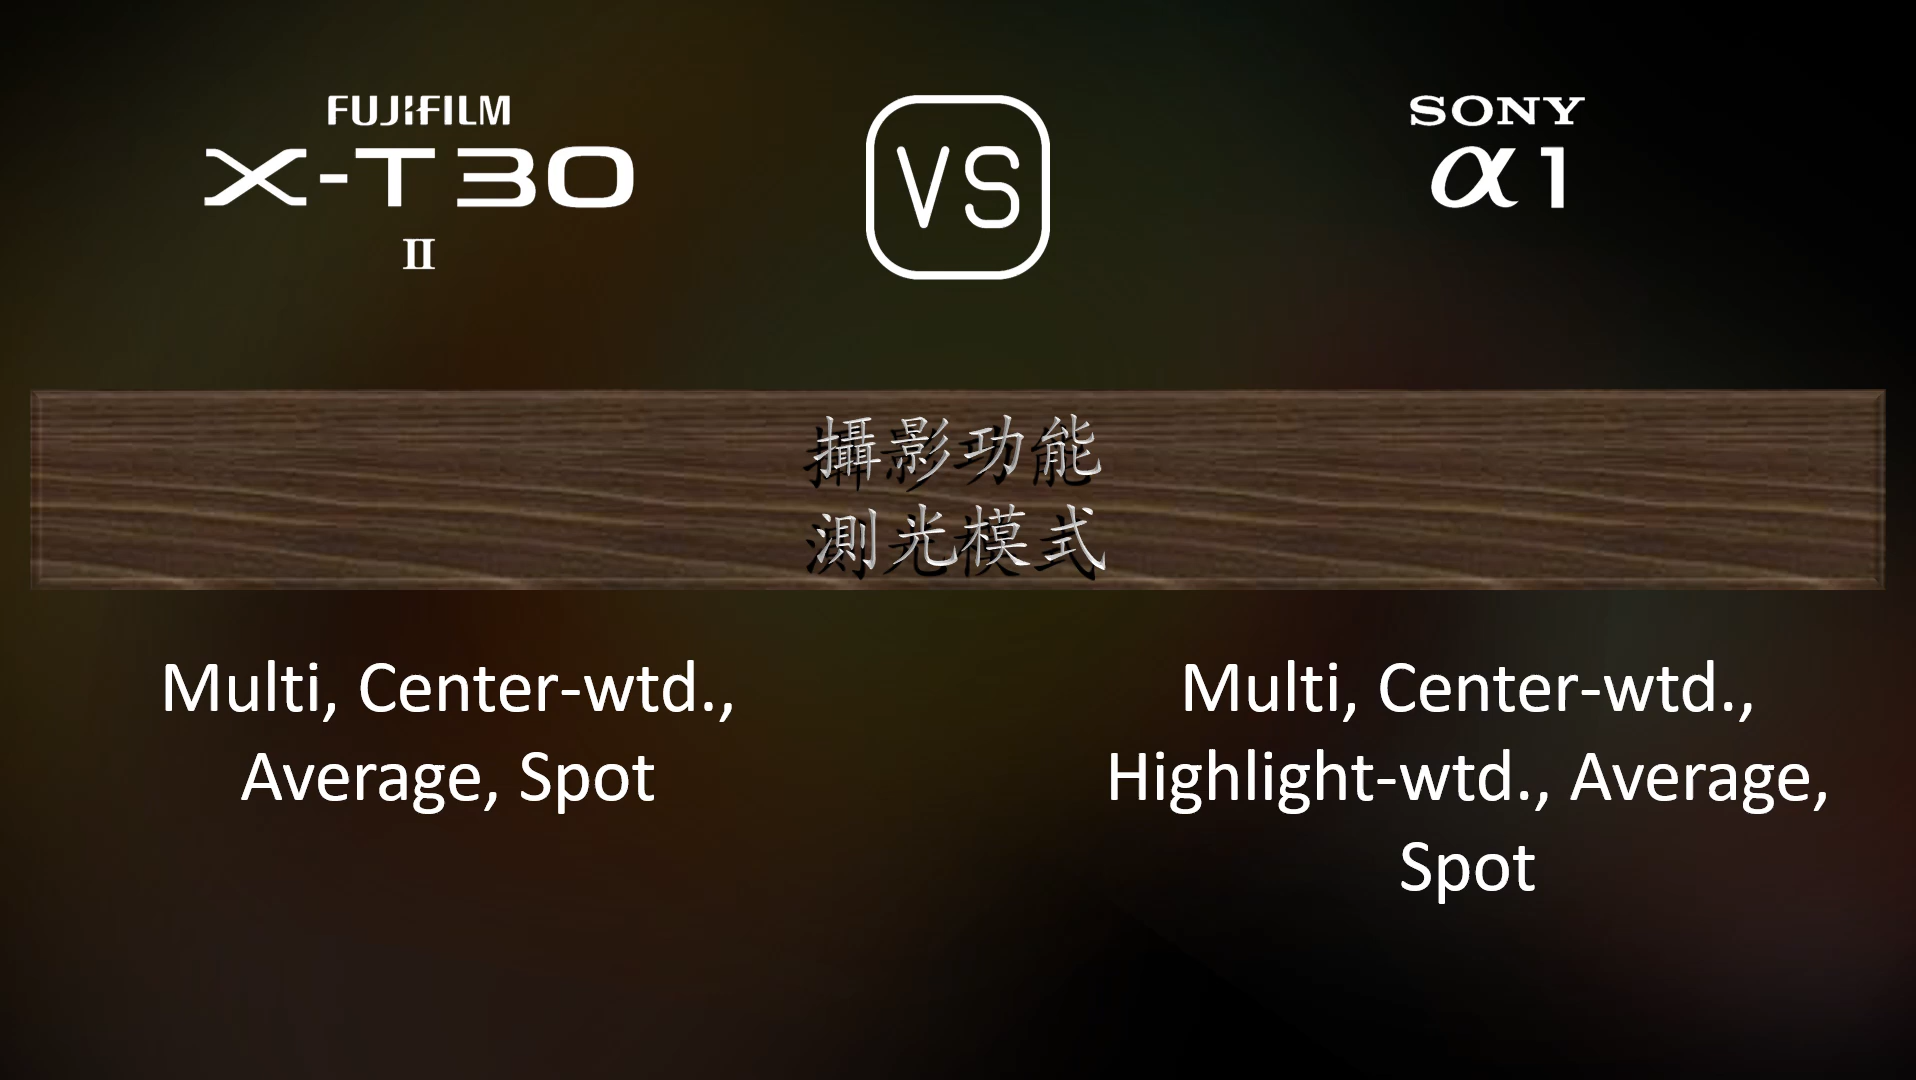 FUJIFILM
X-T30
II
VS
SONY
α1
攝影功能
測光模式
Multi, Center-wtd.,
Average, Spot
Multi, Center-wtd.,
Highlight-wtd., Average,
Spot